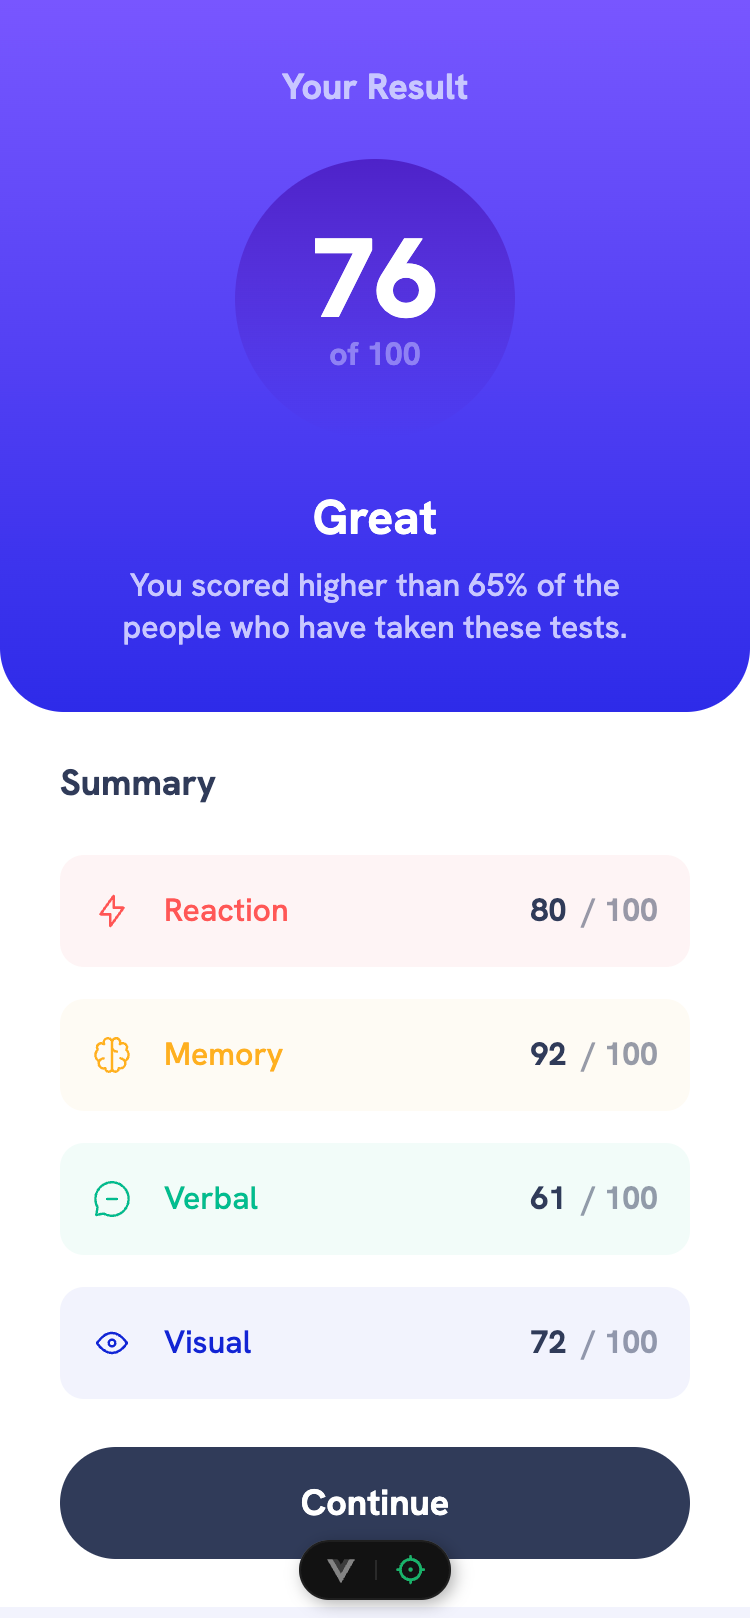 Your Result
76
of 100
Great
You scored higher than 65% of the
people who have taken these tests.
Summary
Reaction 80 / 100
Memory 92 / 100
Verbal 61 / 100
Visual 72 / 100
Continue